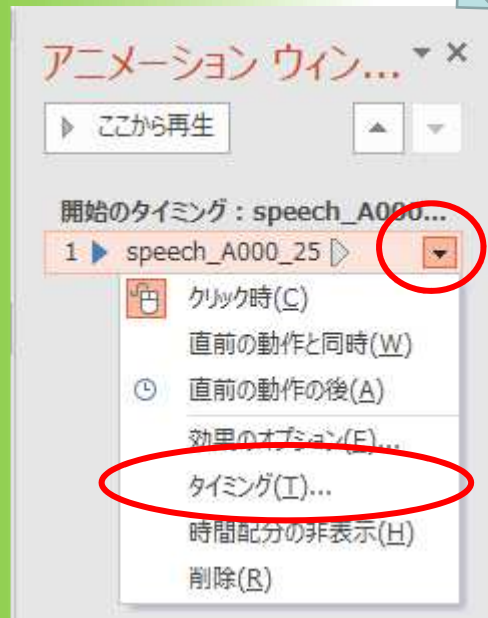 アニメーション ウィン...
ここから再生
開始のタイミング : speech_A000...
1 speech_A000_25
クリック時(C)
直前の動作と同時(W)
直前の動作の後(A)
効果のオプション(E)...
タイミング(T)...
時間配分の非表示(H)
削除(R)